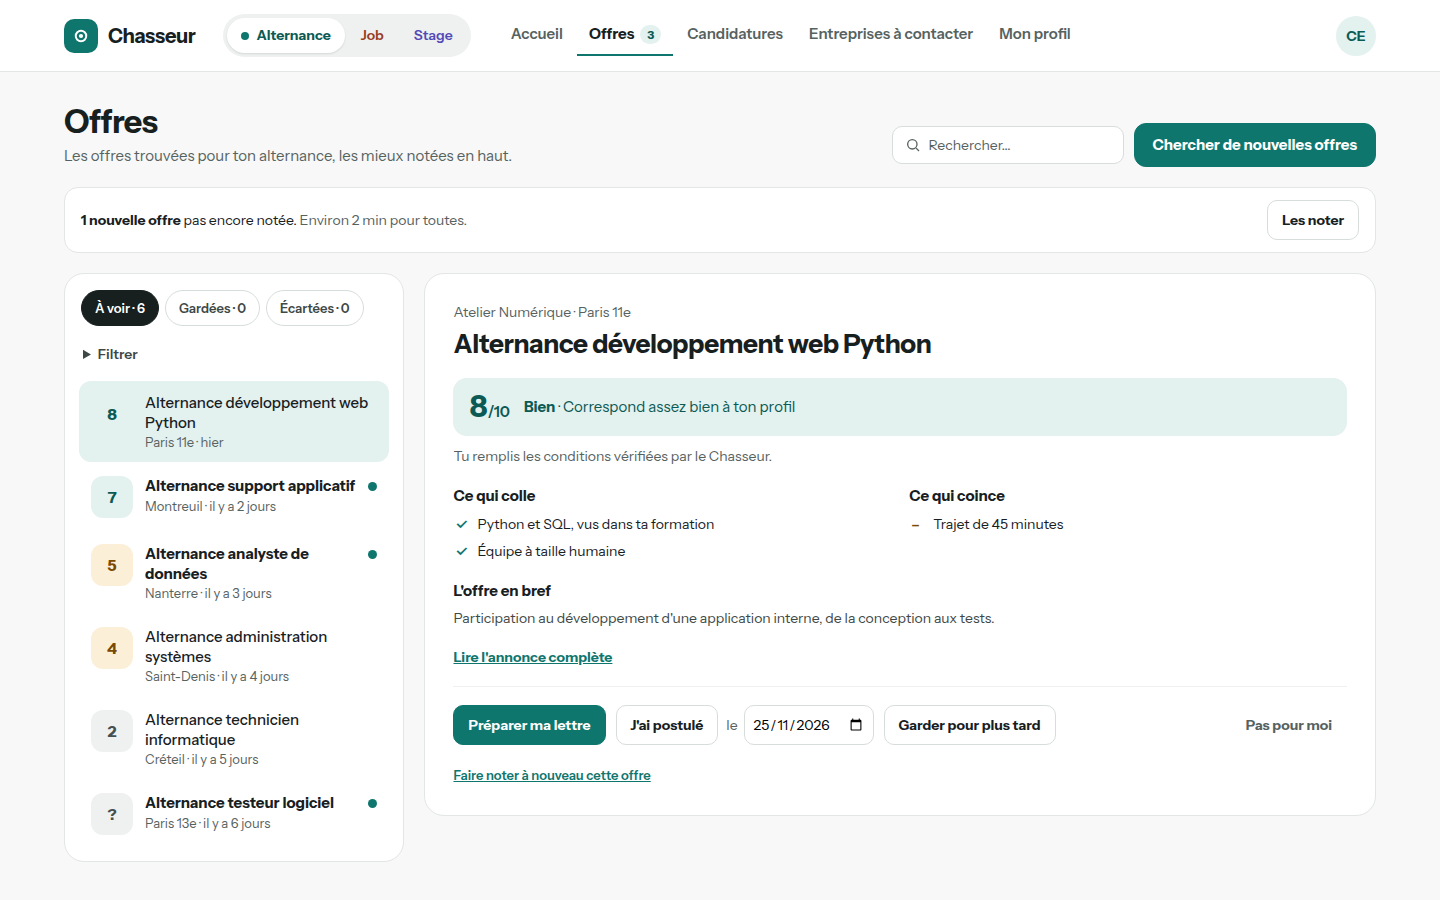 Chasseur
Alternance
Job
Stage
Accueil
Offres 3
Candidatures
Entreprises à contacter
Mon profil
CE
Offres
Les offres trouvées pour ton alternance, les mieux notées en haut.
Rechercher...
Chercher de nouvelles offres
1 nouvelle offre pas encore notée. Environ 2 min pour toutes.
Les noter
À voir · 6
Gardées · 0
Écartées · 0
Filtrer
8
Alternance développement web
Python
Paris 11e · hier
7
Alternance support applicatif
Montreuil · il y a 2 jours
5
Alternance analyste de
données
Nanterre · il y a 3 jours
4
Alternance administration
systèmes
Saint-Denis · il y a 4 jours
2
Alternance technicien
informatique
Créteil · il y a 5 jours
?
Alternance testeur logiciel
Paris 13e · il y a 6 jours
Atelier Numérique · Paris 11e
Alternance développement web Python
8/10 Bien · Correspond assez bien à ton profil
Tu remplis les conditions vérifiées par le Chasseur.
Ce qui colle
Python et SQL, vus dans ta formation
Équipe à taille humaine
Ce qui coince
– Trajet de 45 minutes
L'offre en bref
Participation au développement d'une application interne, de la conception aux tests.
Lire l'annonce complète
Préparer ma lettre
J'ai postulé
le
25/11/2026
Garder pour plus tard
Pas pour moi
Faire noter à nouveau cette offre